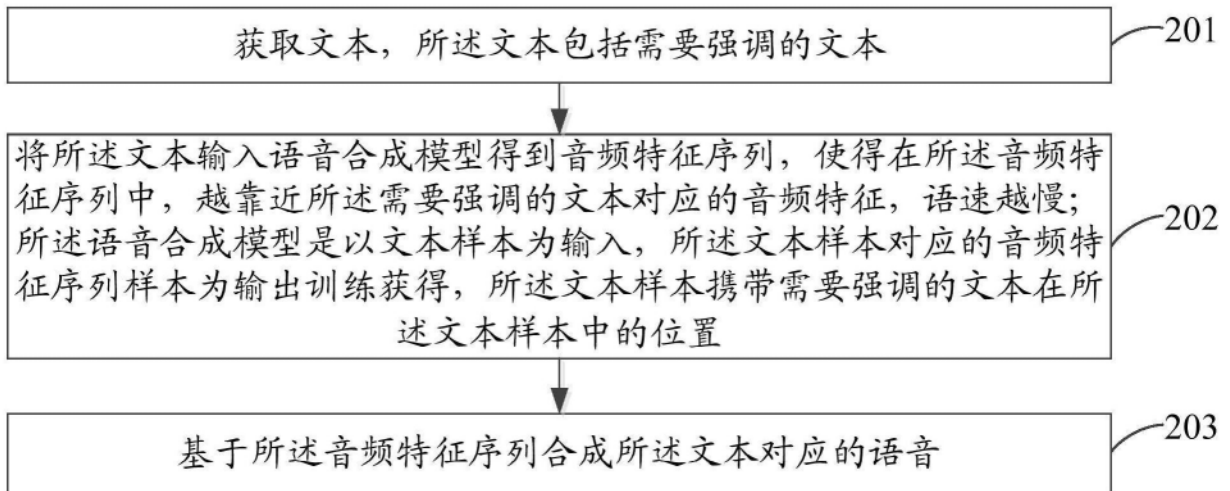 获取文本，所述文本包括需要强调的文本
201
将所述文本输入语音合成模型得到音频特征序列，使得在所述音频特
征序列中，越靠近所述需要强调的文本对应的音频特征，语速越慢；
所述语音合成模型是以文本样本为输入，所述文本样本对应的音频特
征序列样本为输出训练获得，所述文本样本携带需要强调的文本在所
述文本样本中的位置
202
基于所述音频特征序列合成所述文本对应的语音
203